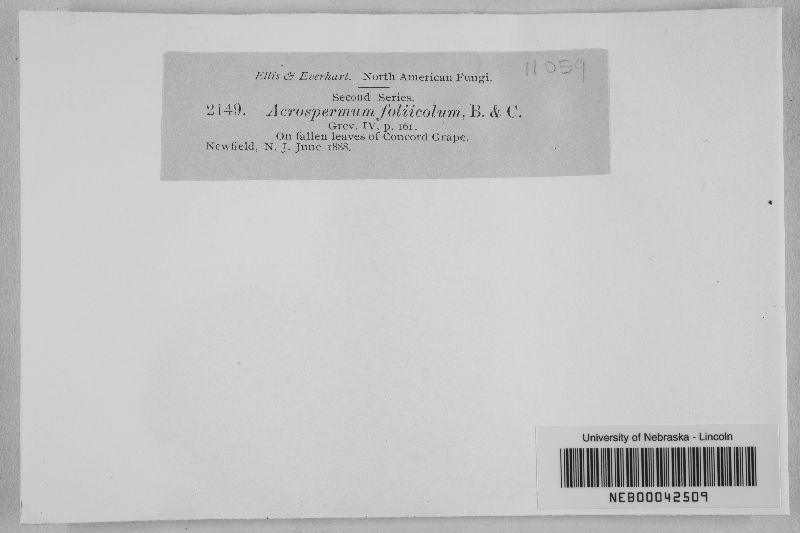 Ellis & Everhart. North American Fungi.
11059
Second Series.
2149. Acrospermum foliicolum, B. & C.
Grev. IV, p. 161.
On fallen leaves of Concord Grape.
Newfield, N. J. June 1888.
University of Nebraska - Lincoln
NEB00042509